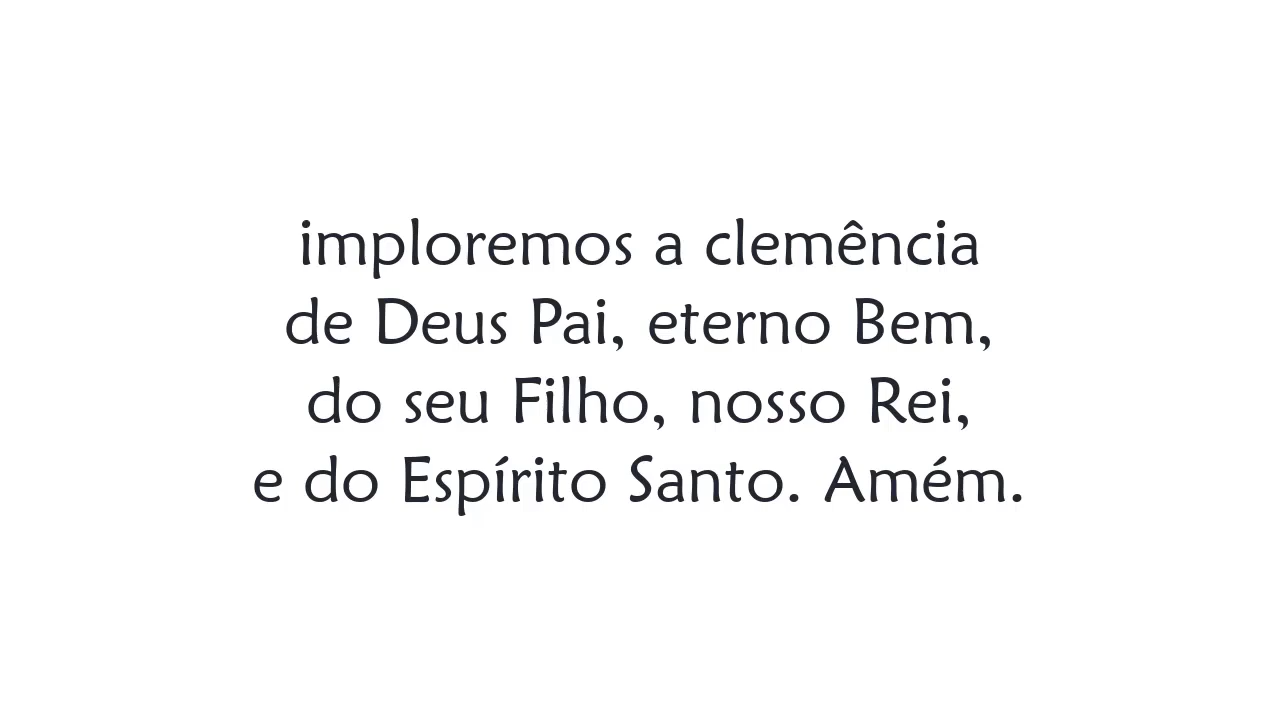 imploremos a clemência
de Deus Pai, eterno Bem,
do seu Filho, nosso Rei,
e do Espírito Santo. Amém.